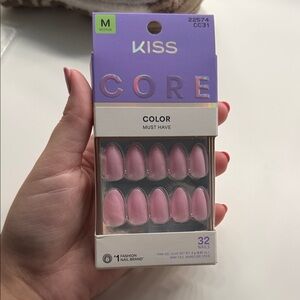 M
MEDIUM
22574
CC31
KISS
CORE
COLOR
MUST HAVE
32
NAILS
#1 FASHION
NAIL BRAND